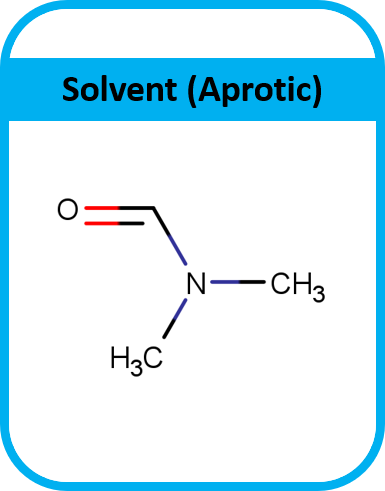 Solvent (Aprotic)
O
N
CH₃
H₃C